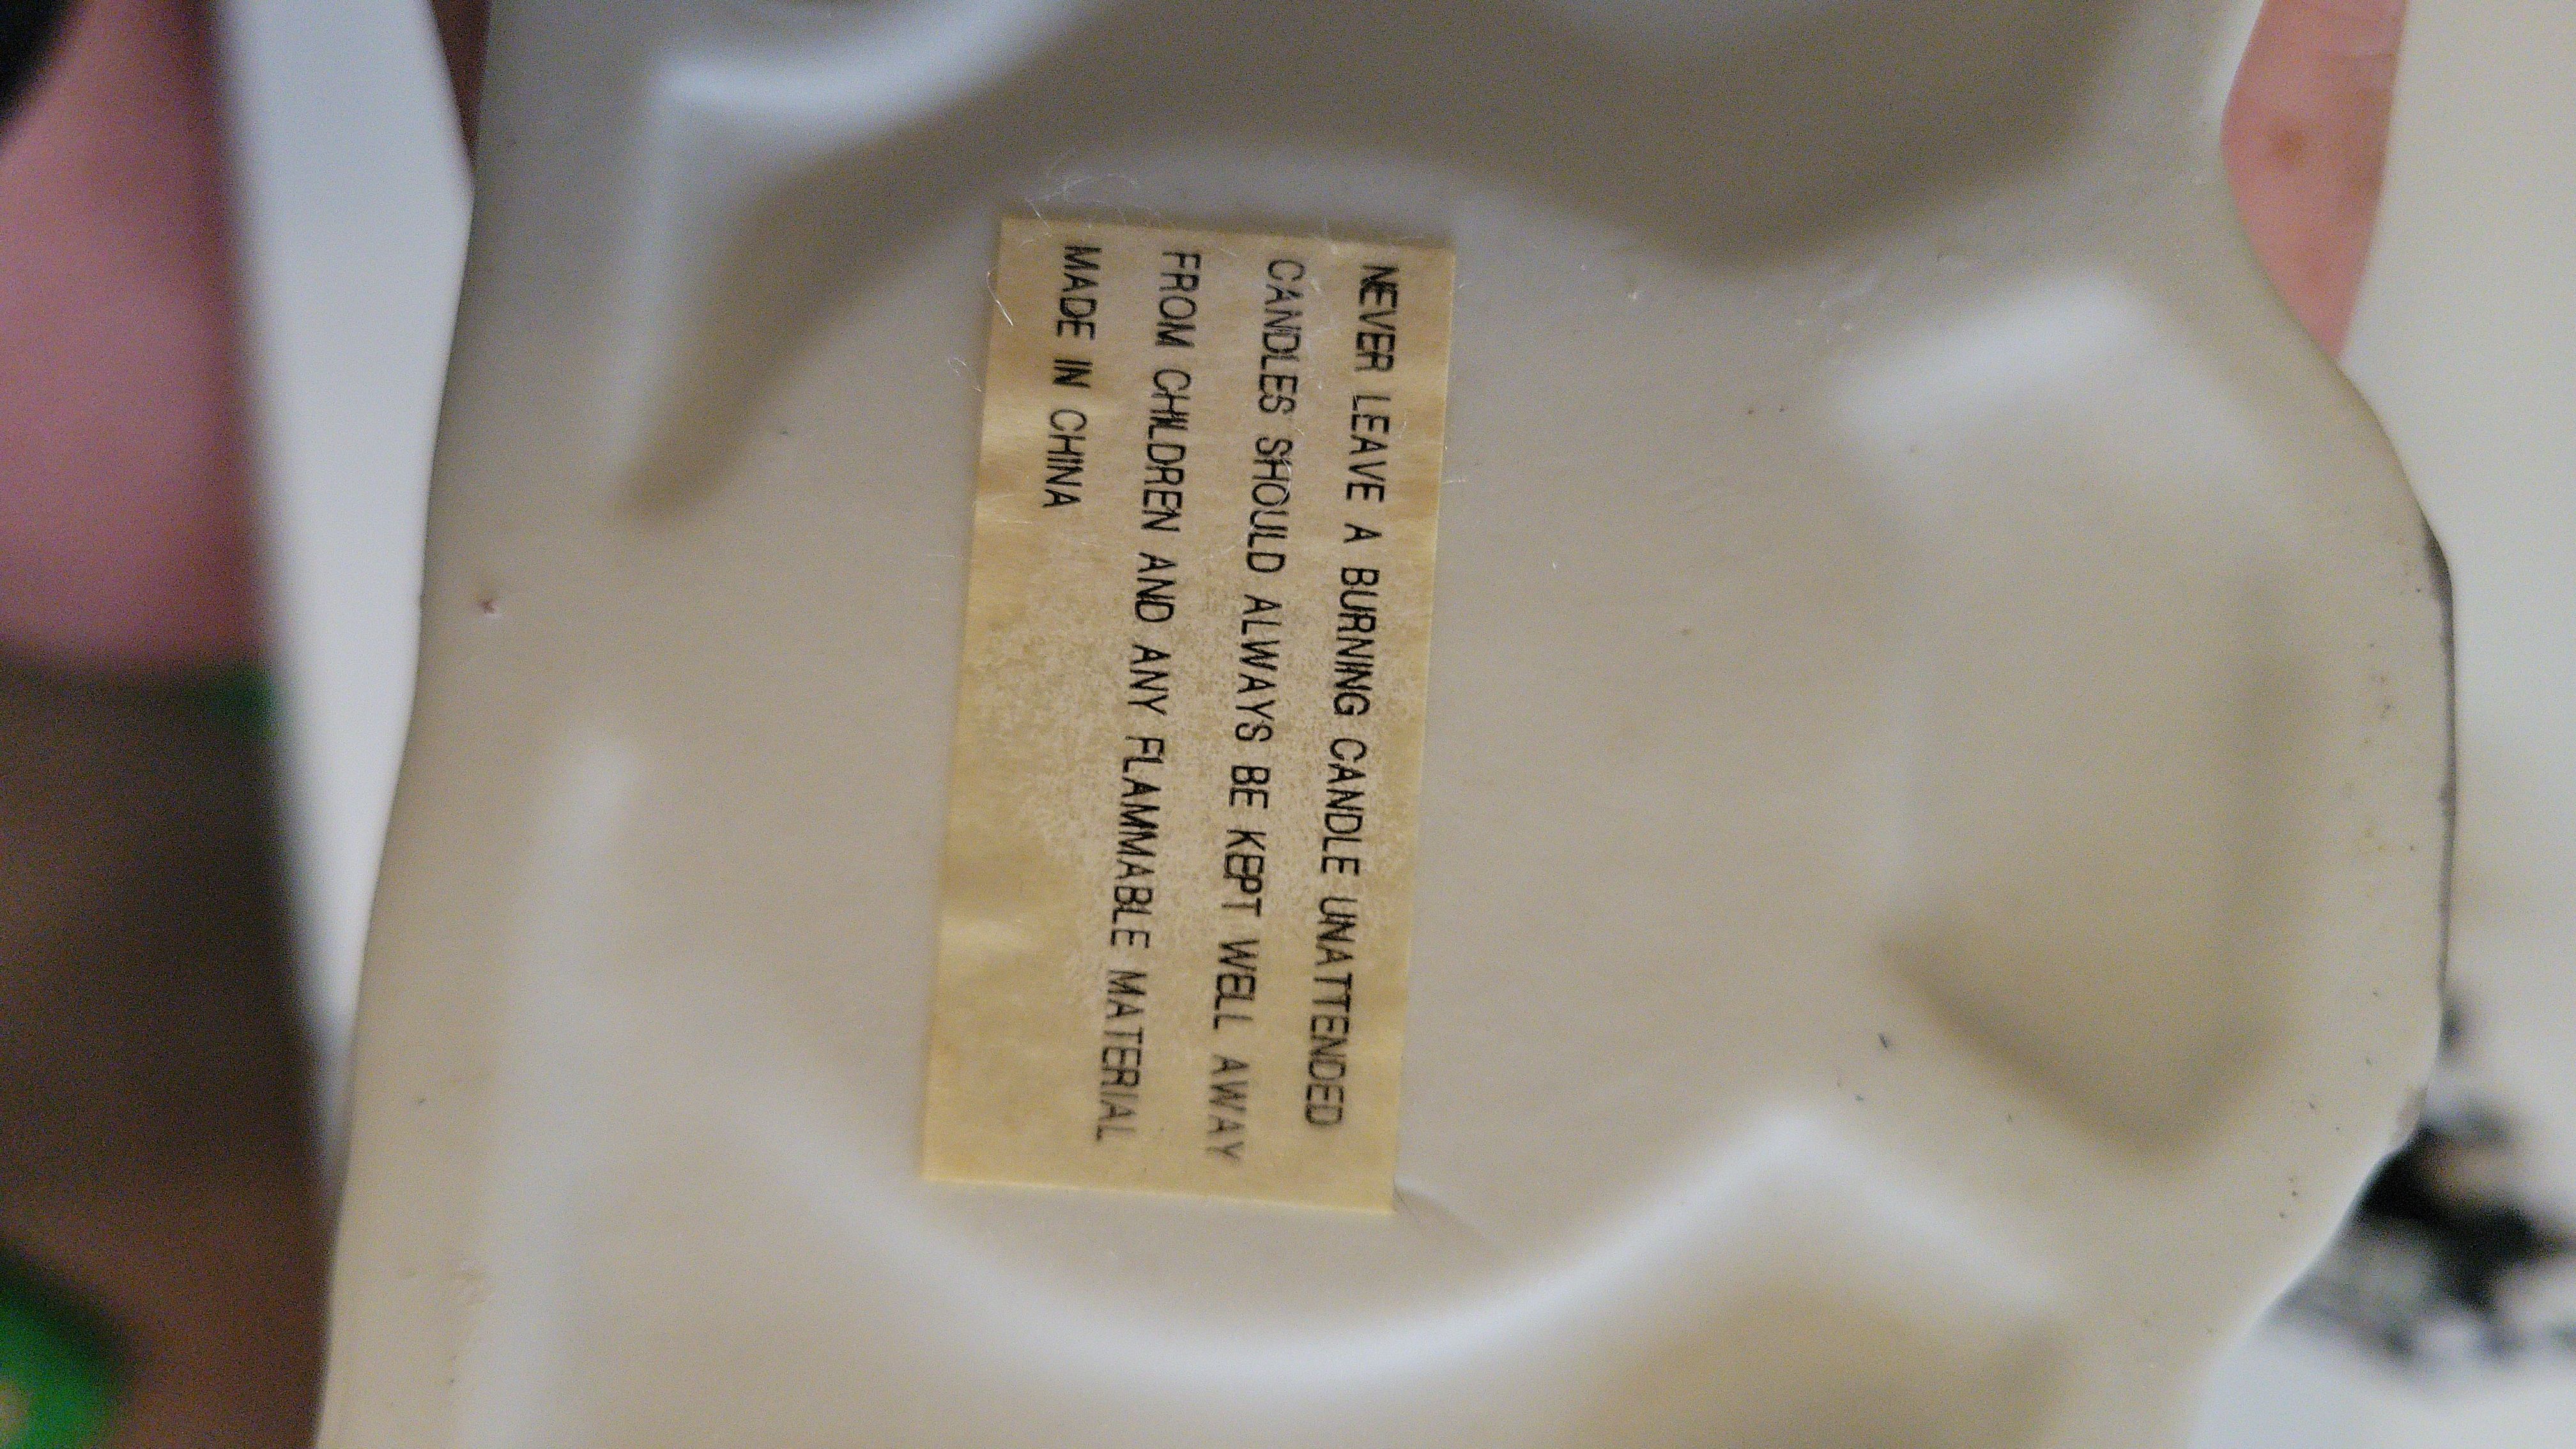 NEVER LEAVE A BURNING CANDLE UNATTENDED
CANDLES SHOULD ALWAYS BE KEPT WELL AWAY
FROM CHILDREN AND ANY FLAMMABLE MATERIAL
MADE IN CHINA